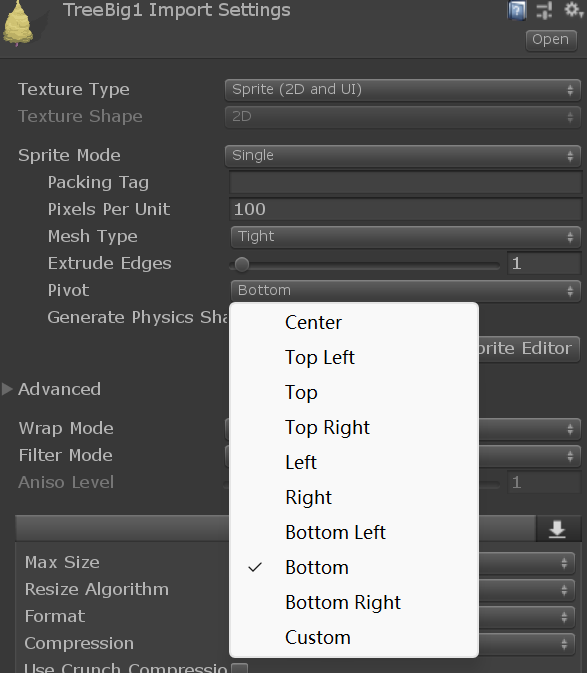 TreeBig1 Import Settings
Open
Texture Type Sprite (2D and UI)
Texture Shape 2D
Sprite Mode Single
Packing Tag
Pixels Per Unit 100
Mesh Type Tight
Extrude Edges 1
Pivot Bottom
Generate Physics Sha
Center
Top Left
Top
Top Right
Left
Right
Bottom Left
Bottom
Bottom Right
Custom
prite Editor
Advanced
Wrap Mode
Filter Mode
Aniso Level 1
Max Size
Resize Algorithm
Format
Compression
Use Crunch Compressio